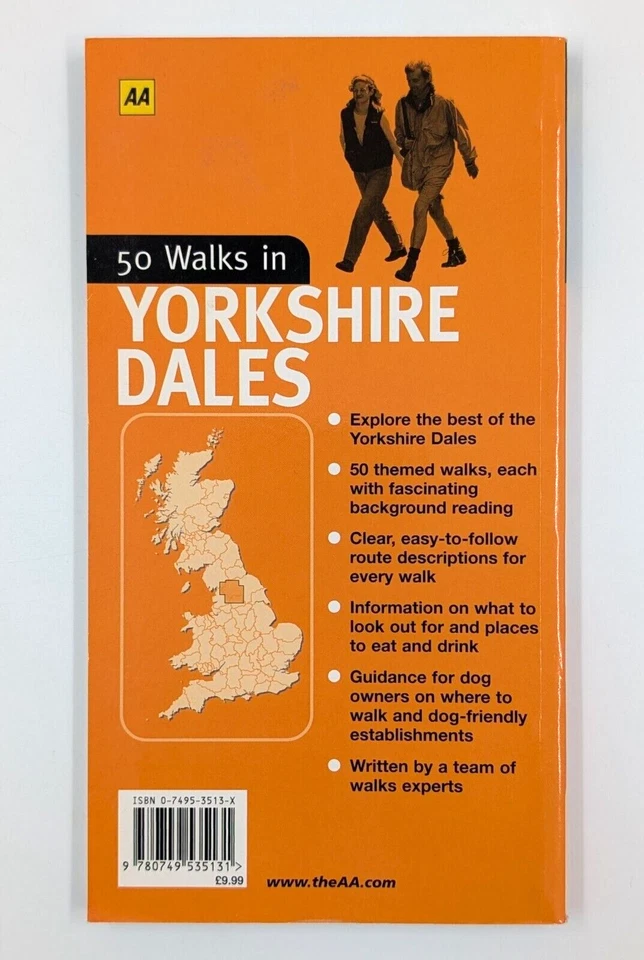 AA
50 Walks in
YORKSHIRE
DALES
Explore the best of the
Yorkshire Dales
50 themed walks, each
with fascinating
background reading
Clear, easy-to-follow
route descriptions for
every walk
Information on what to
look out for and places
to eat and drink
Guidance for dog
owners on where to
walk and dog-friendly
establishments
Written by a team of
walks experts
ISBN 0-7495-3513-X
9 780749 535131 >
£9.99
www.theAA.com